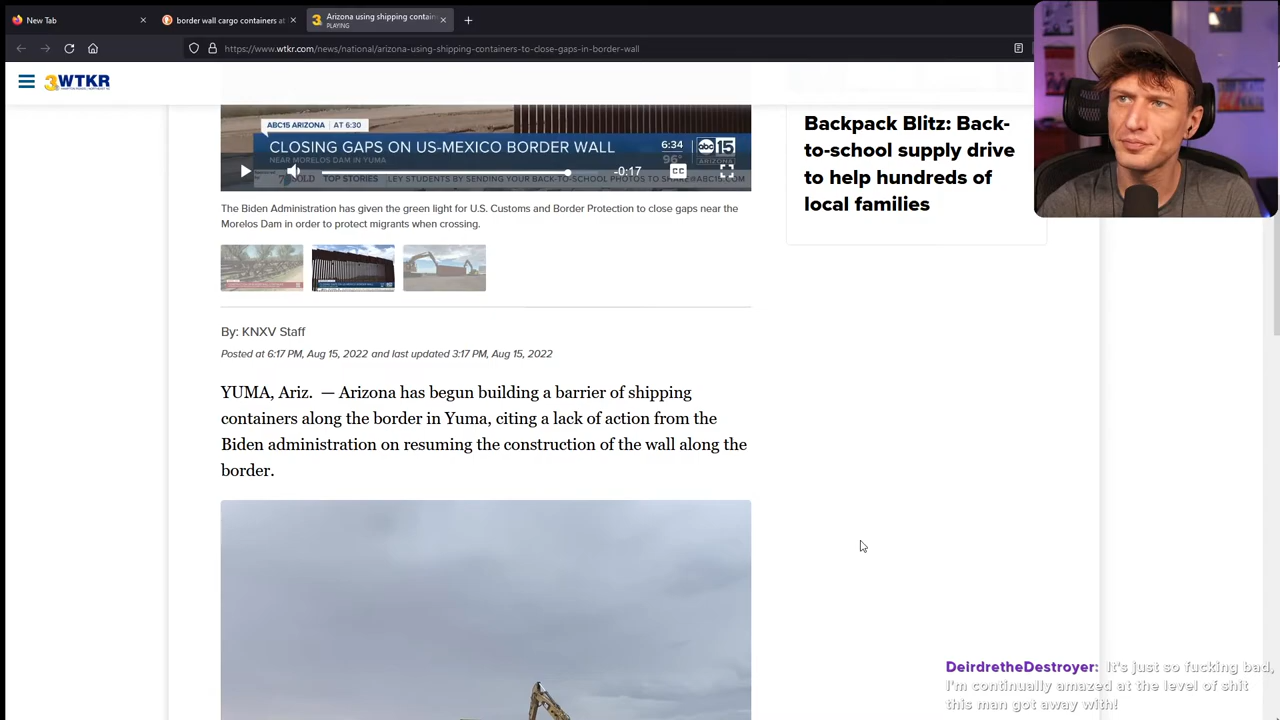 New Tab
border wall cargo containers at
Arizona using shipping contain
PLAYING
https://www.wtkr.com/news/national/arizona-using-shipping-containers-to-close-gaps-in-border-wall
3WTKR
ABC15 ARIZONA | AT 6:30
CLOSING GAPS ON US-MEXICO BORDER WALL
NEAR MORELOS DAM IN YUMA
6:34
96°
abc15
ARIZONA
-0:17
CC
TOP STORIES LEY STUDENTS BY SENDING YOUR BACK-TO-SCHOOL PHOTOS TO SHARE@ABC15.COM
The Biden Administration has given the green light for U.S. Customs and Border Protection to close gaps near the
Morelos Dam in order to protect migrants when crossing.
Backpack Blitz: Back-
to-school supply drive
to help hundreds of
local families
By: KNXV Staff
Posted at 6:17 PM, Aug 15, 2022 and last updated 3:17 PM, Aug 15, 2022
YUMA, Ariz. — Arizona has begun building a barrier of shipping
containers along the border in Yuma, citing a lack of action from the
Biden administration on resuming the construction of the wall along the
border.
DeirdretheDestroyer: It's just so fucking bad,
I'm continually amazed at the level of shit
this man got away with!